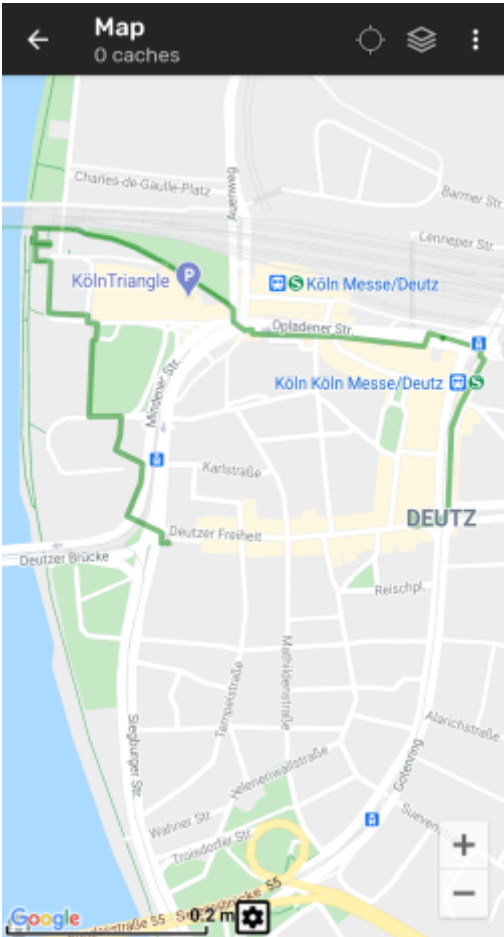 Map
0 caches
Charles-de-Gaulle-Platz
Auenweg
Barmer Str.
Lenneper Str.
KölnTriangle
P
S Köln Messe/Deutz
Opladener Str.
Mindener Str.
Köln Köln Messe/Deutz S
Karlstraße
DEUTZ
Deutzer Freiheit
Deutzer Brücke
Reischpl.
Mathildenstraße
Tempelstraße
Siegburger Str.
Alarichstraße
Gotenring
Helenenwallstraße
Wahner Str.
Troisdorfer Str.
+
−
Google
0.2 m